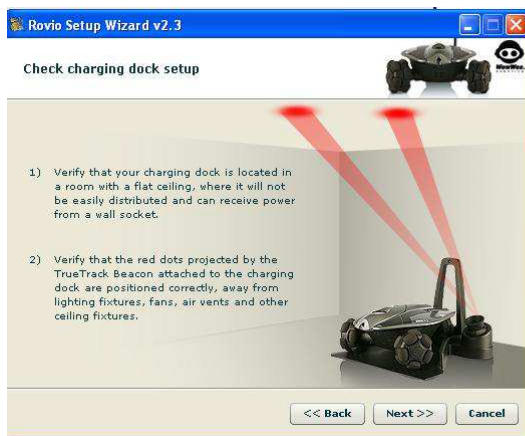 Rovio Setup Wizard v2.3
Check charging dock setup
WowWee
1) Verify that your charging dock is located in
a room with a flat ceiling, where it will not
be easily distributed and can receive power
from a wall socket.
2) Verify that the red dots projected by the
TrueTrack Beacon attached to the charging
dock are positioned correctly, away from
lighting fixtures, fans, air vents and other
ceiling fixtures.
<< Back
Next >>
Cancel